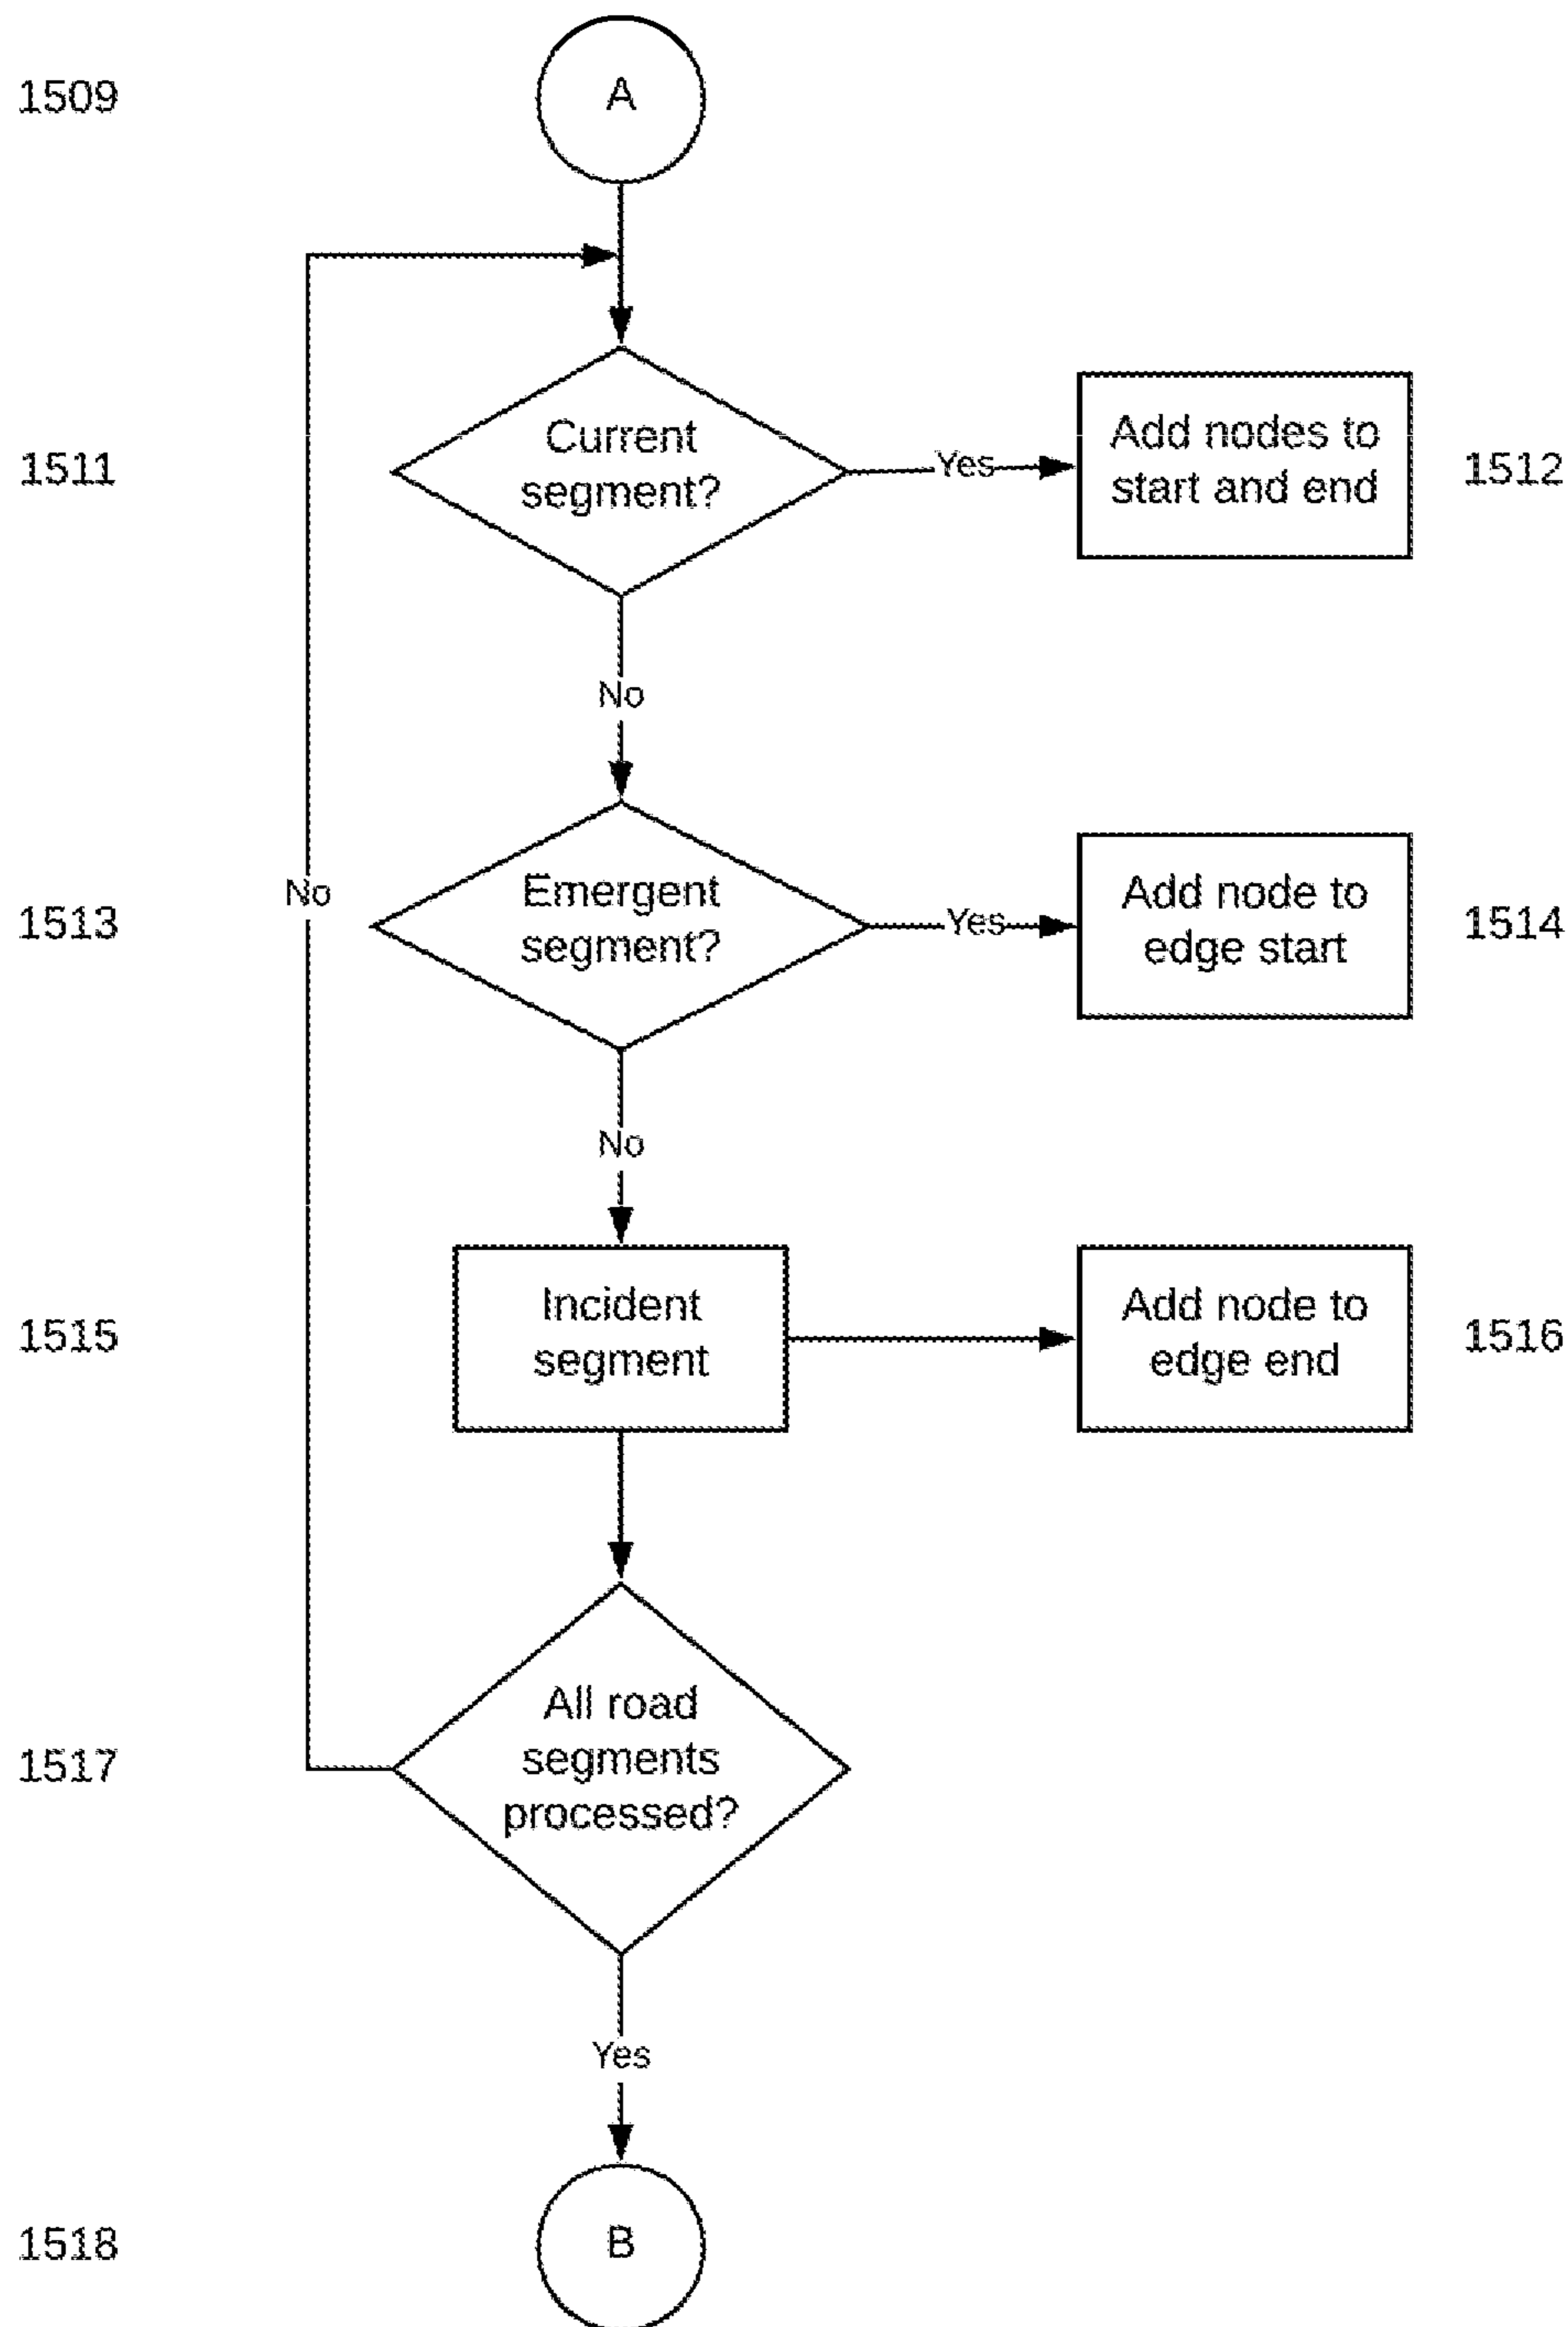 1509
A
1511
Current
segment?
Yes
Add nodes to
start and end
1512
No
1513
Emergent
segment?
Yes
Add node to
edge start
1514
No
No
1515
Incident
segment
Add node to
edge end
1516
1517
All road
segments
processed?
Yes
1518
B